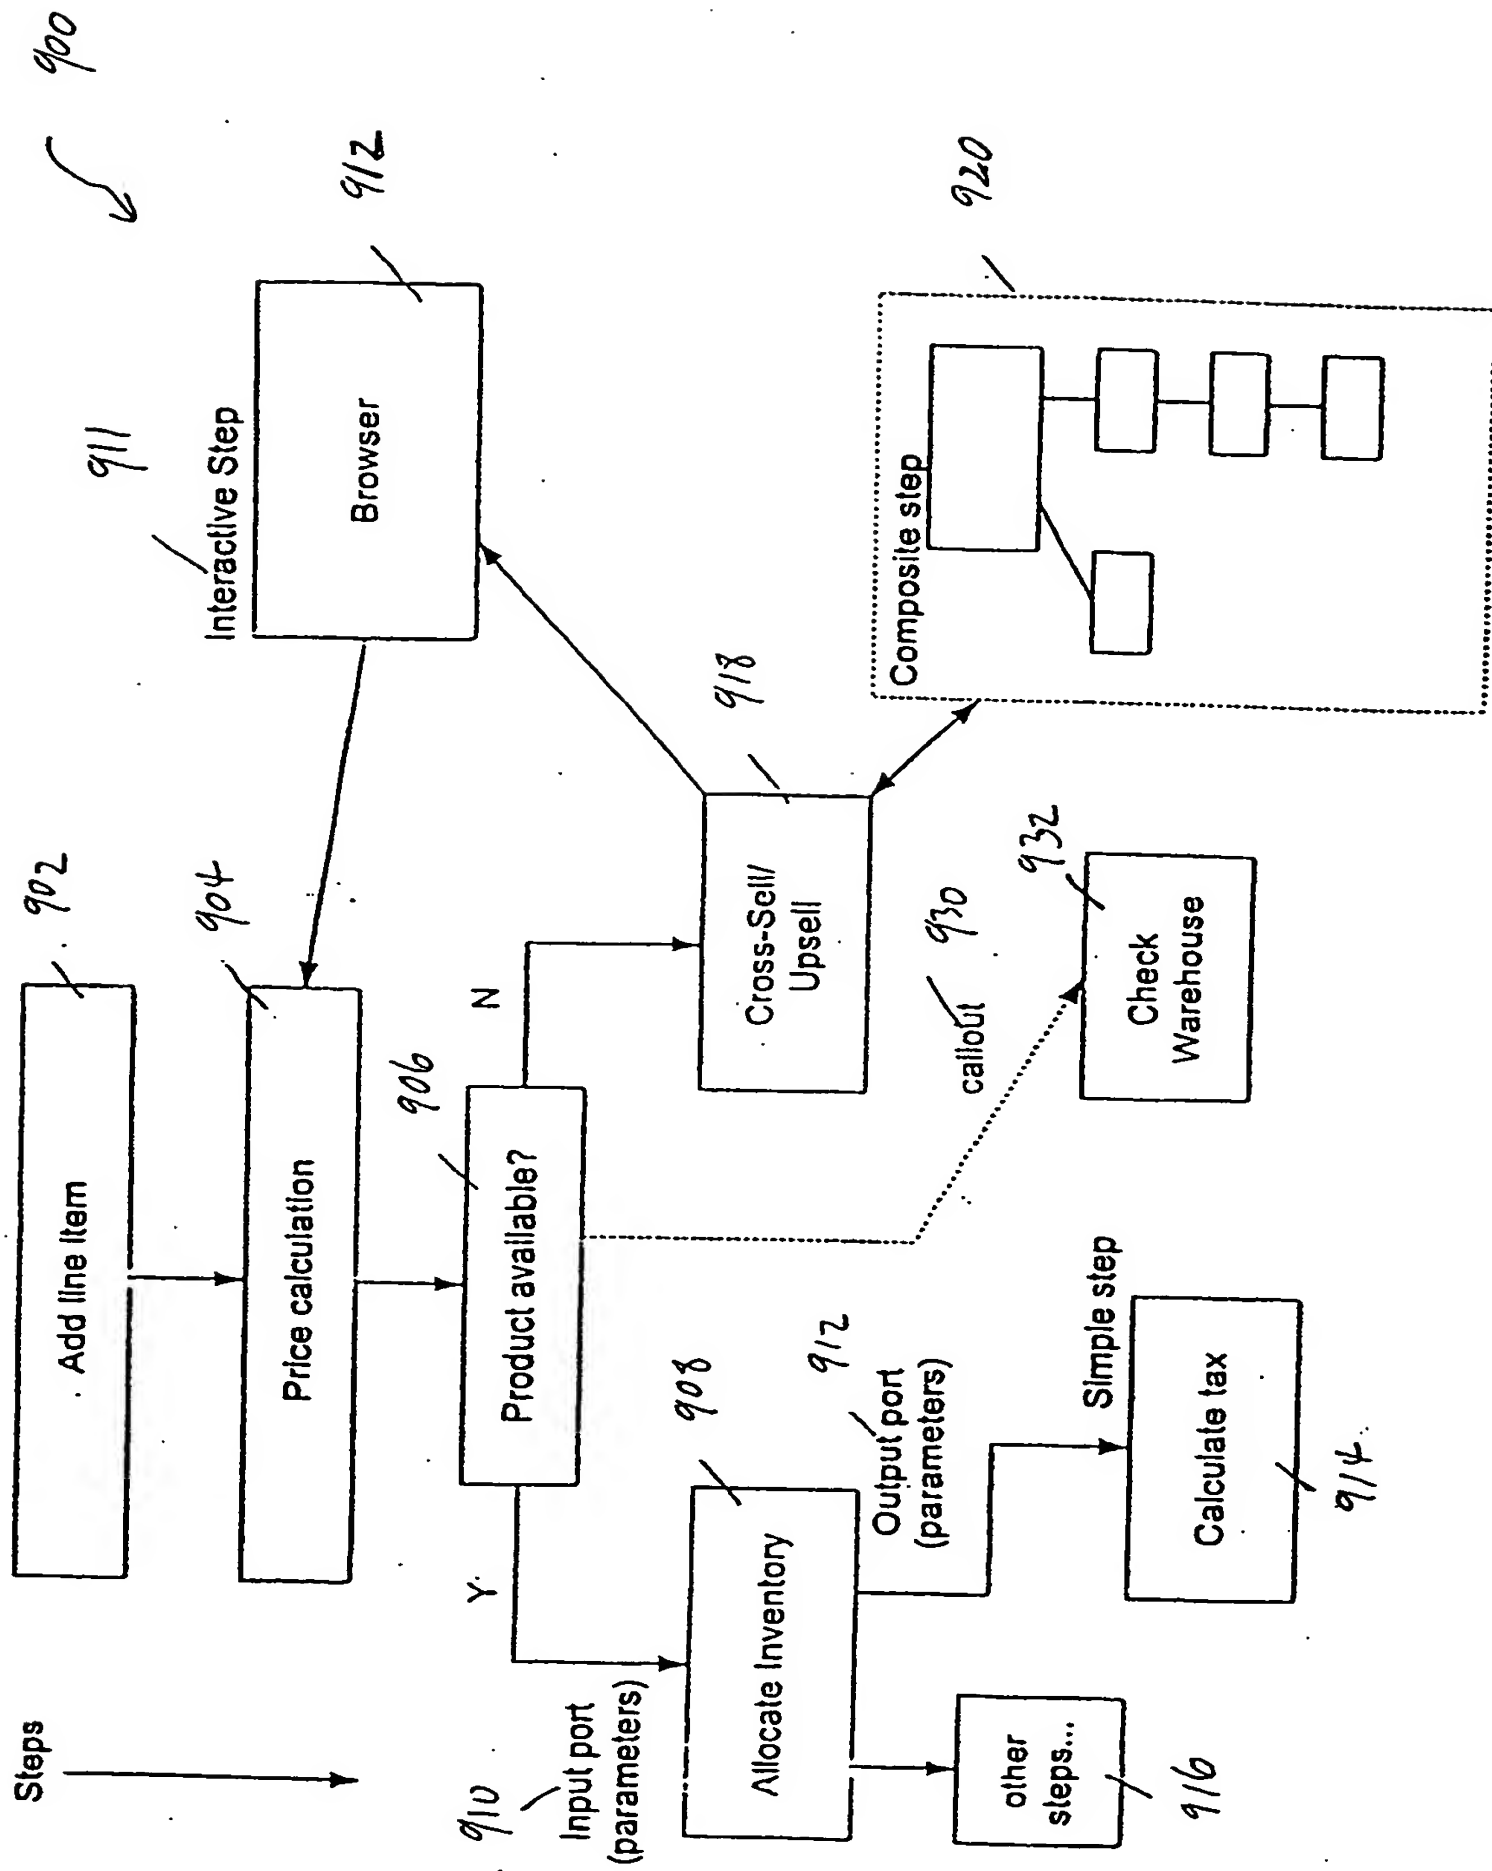 900
Steps
Add line item
902
Price calculation
904
Interactive Step
911
Browser
912
Product available?
906
Y
N
910
Input port
(parameters)
Allocate Inventory
908
912
Output port
(parameters)
Cross-Sell/
Upsell
918
Composite step
920
callout
930
Check
Warehouse
932
other
steps...
916
Simple step
Calculate tax
914